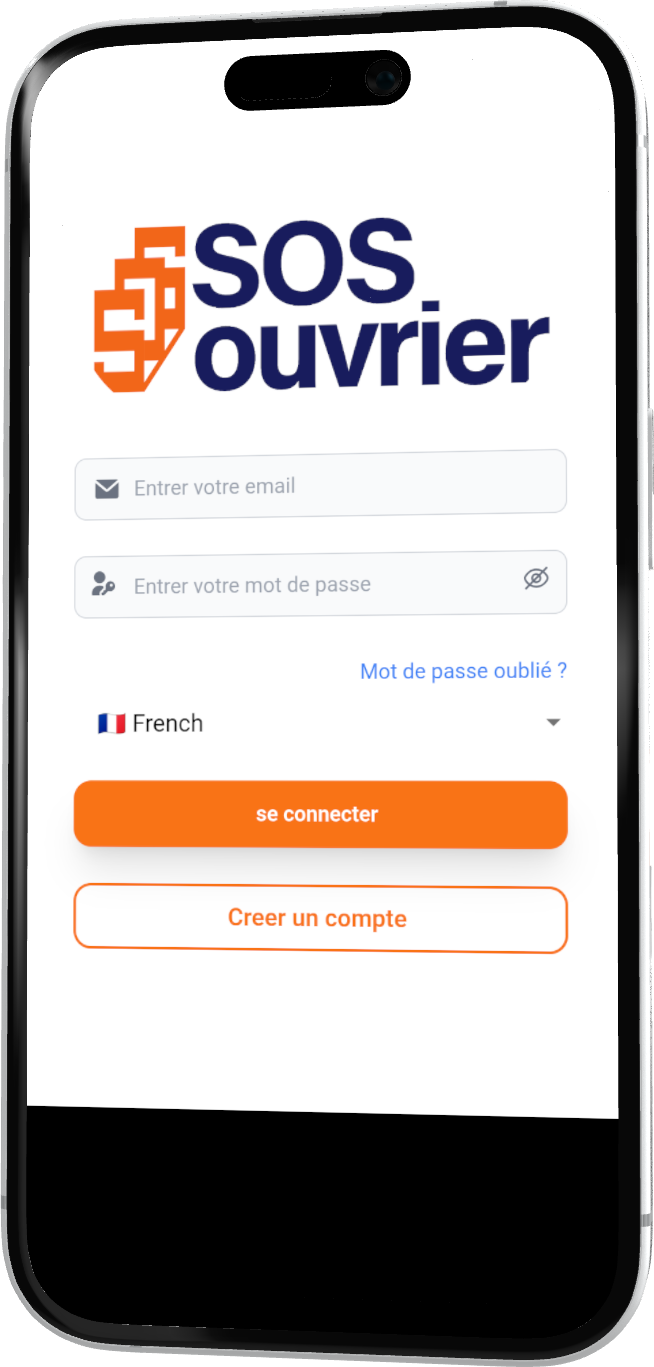 SOS
ouvrier
Entrer votre email
Entrer votre mot de passe
Mot de passe oublié ?
French
se connecter
Creer un compte